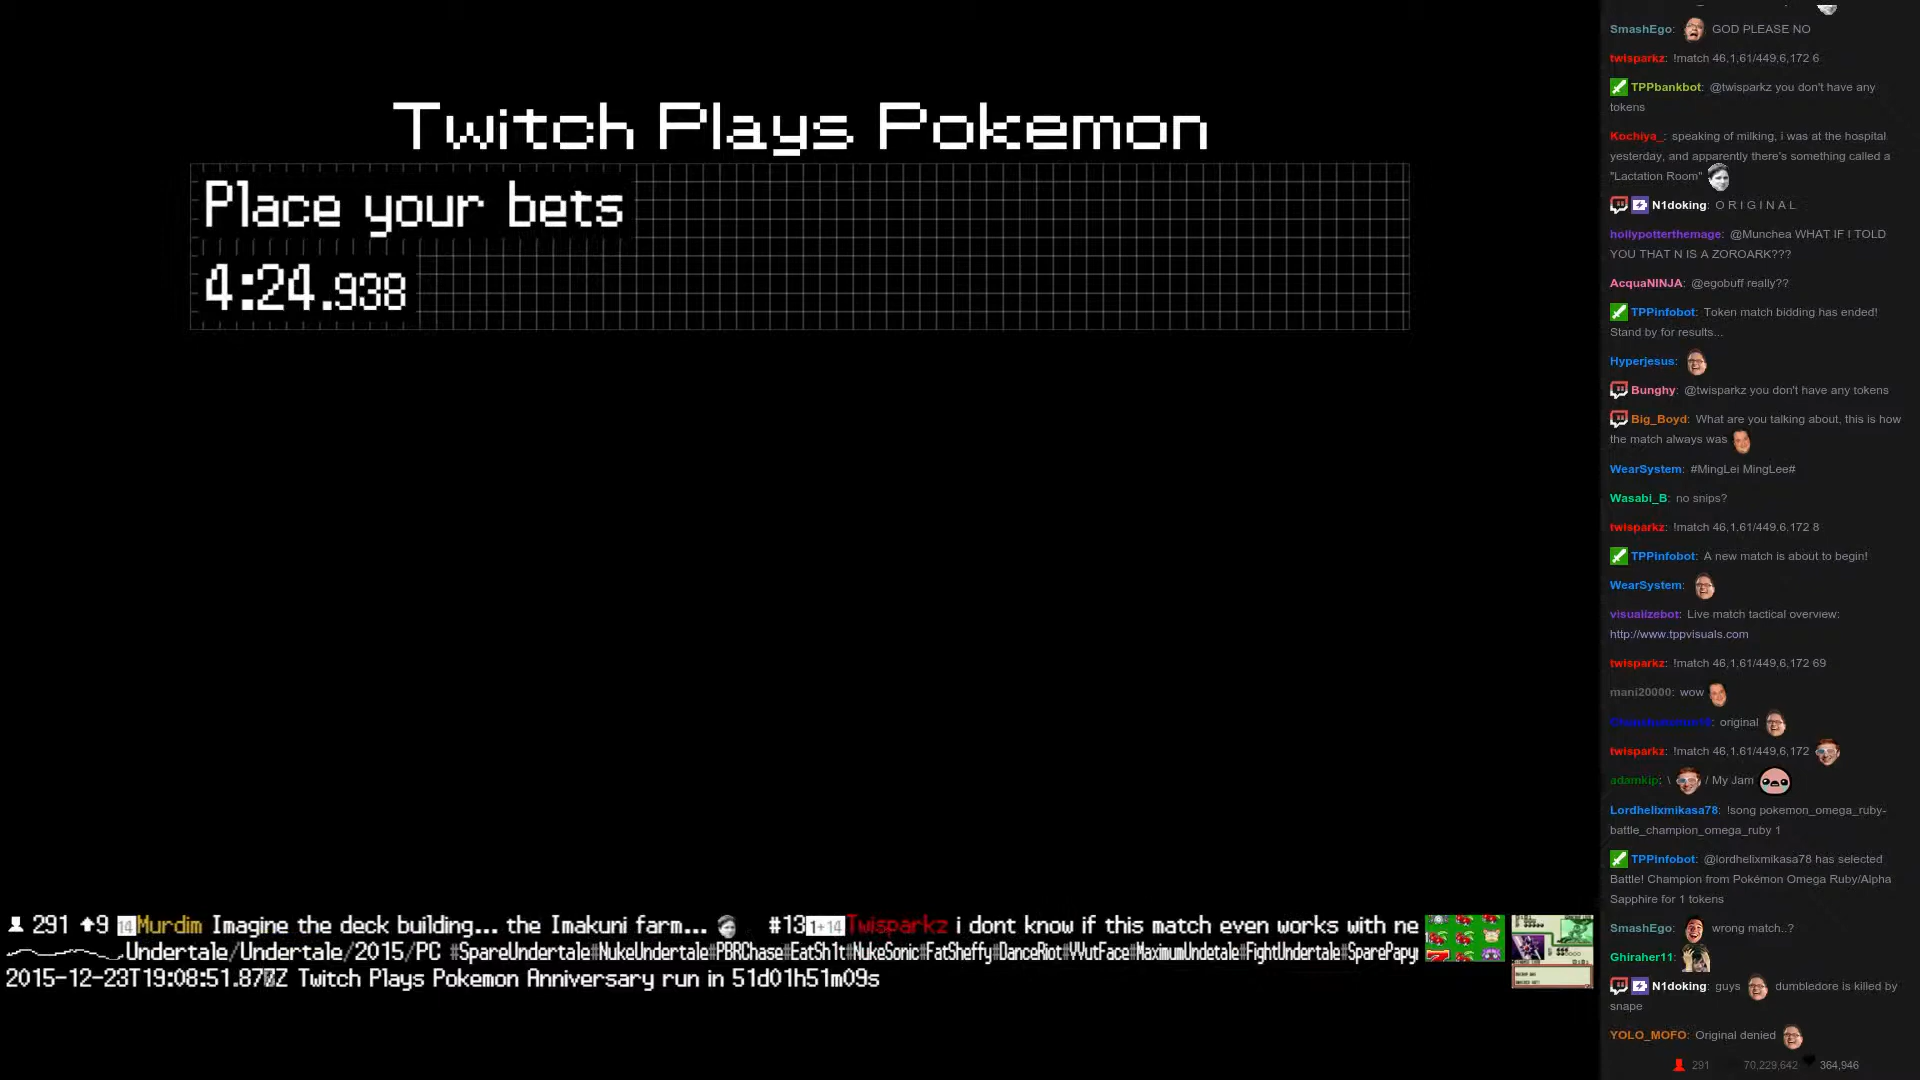 Twitch Plays Pokemon
Place your bets
4:24.938
291 9 14 Murdim Imagine the deck building... the Imakuni farm... #13 1+14 Twisparkz i dont know if this match even works with ne
Undertale/Undertale/2015/PC #SpareUndertale#NukeUndertale#PBRChase#EatSh1t#NukeSonic#FatSheffy#DanceRiot#VVutFace#MaximumUndetale#FightUndertale#SparePapy
2015-12-23T19:08:51.87 Z Twitch Plays Pokemon Anniversary run in 51d01h51m09s
SmashEgo: GOD PLEASE NO
twisparkz: !match 46,1,61/449,6,172 6
TPPbankbot: @twisparkz you don't have any
tokens
Kochiya_: speaking of milking, i was at the hospital
yesterday, and apparently there's something called a
"Lactation Room"
N1doking: O R I G I N A L
hollypotterthemage: @Munchea WHAT IF I TOLD
YOU THAT N IS A ZOROARK???
AcquaNINJA: @egobuff really??
TPPinfobot: Token match bidding has ended!
Stand by for results...
Hyperjesus:
Bunghy: @twisparkz you don't have any tokens
Big_Boyd: What are you talking about, this is how
the match always was
WearSystem: #MingLei MingLee#
Wasabi_B: no snips?
twisparkz: !match 46,1,61/449,6,172 8
TPPinfobot: A new match is about to begin!
WearSystem:
visualizebot: Live match tactical overview:
http://www.tppvisuals.com
twisparkz: !match 46,1,61/449,6,172 69
mani20000: wow
: original
twisparkz: !match 46,1,61/449,6,172
adamkip: \ / My Jam
Lordhelixmikasa78: !song pokemon_omega_ruby-
battle_champion_omega_ruby 1
TPPinfobot: @lordhelixmikasa78 has selected
Battle! Champion from Pokémon Omega Ruby/Alpha
Sapphire for 1 tokens
SmashEgo: wrong match..?
Ghiraher11:
N1doking: guys dumbledore is killed by
snape
YOLO_MOFO: Original denied
291 70,229,642 364,946